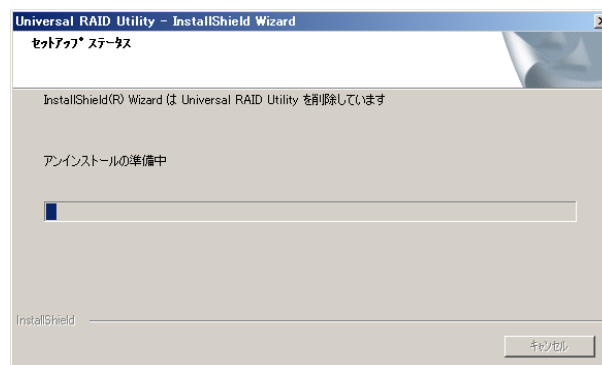 Universal RAID Utility - InstallShield Wizard
セットアップ ステータス
InstallShield(R) Wizard は Universal RAID Utility を削除しています
アンインストールの準備中
InstallShield
キャンセル